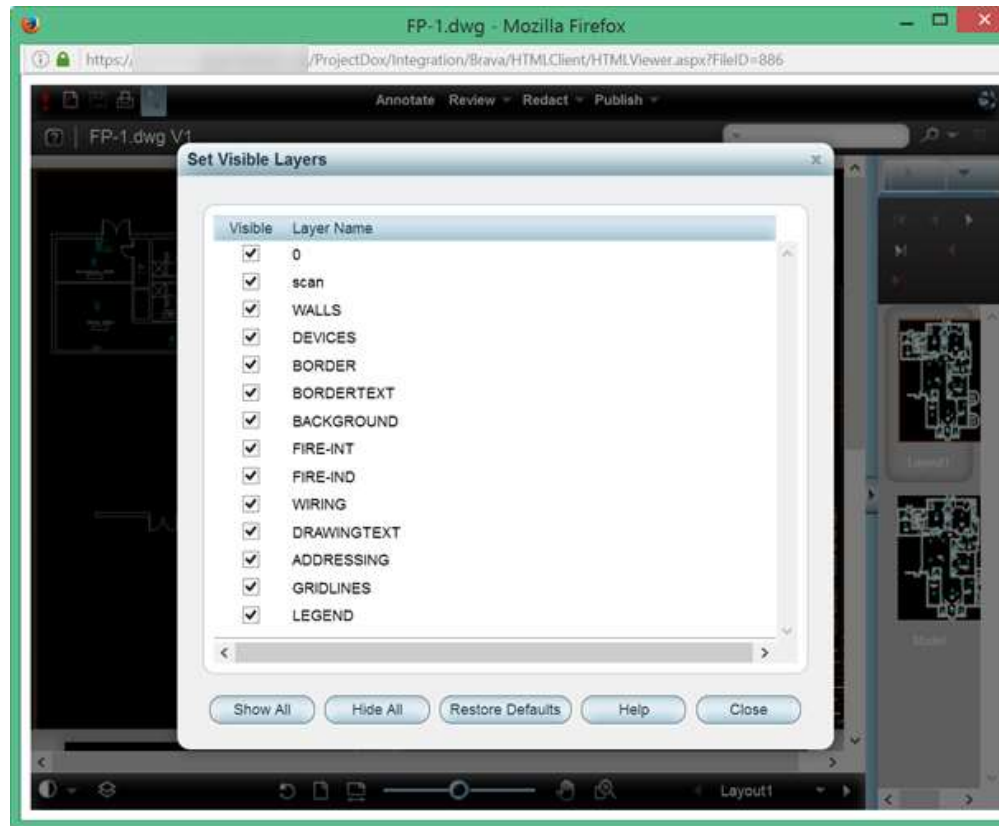 FP-1.dwg - Mozilla Firefox
https:/
/ProjectDox/Integration/Brava/HTMLClient/HTMLViewer.aspx?FileID=886
Annotate Review Redact Publish
FP-1.dwg V1
Set Visible Layers
Visible Layer Name
0
scan
WALLS
DEVICES
BORDER
BORDERTEXT
BACKGROUND
FIRE-INT
FIRE-IND
WIRING
DRAWINGTEXT
ADDRESSING
GRIDLINES
LEGEND
Show All Hide All Restore Defaults Help Close
Layout1
Model
Layout1